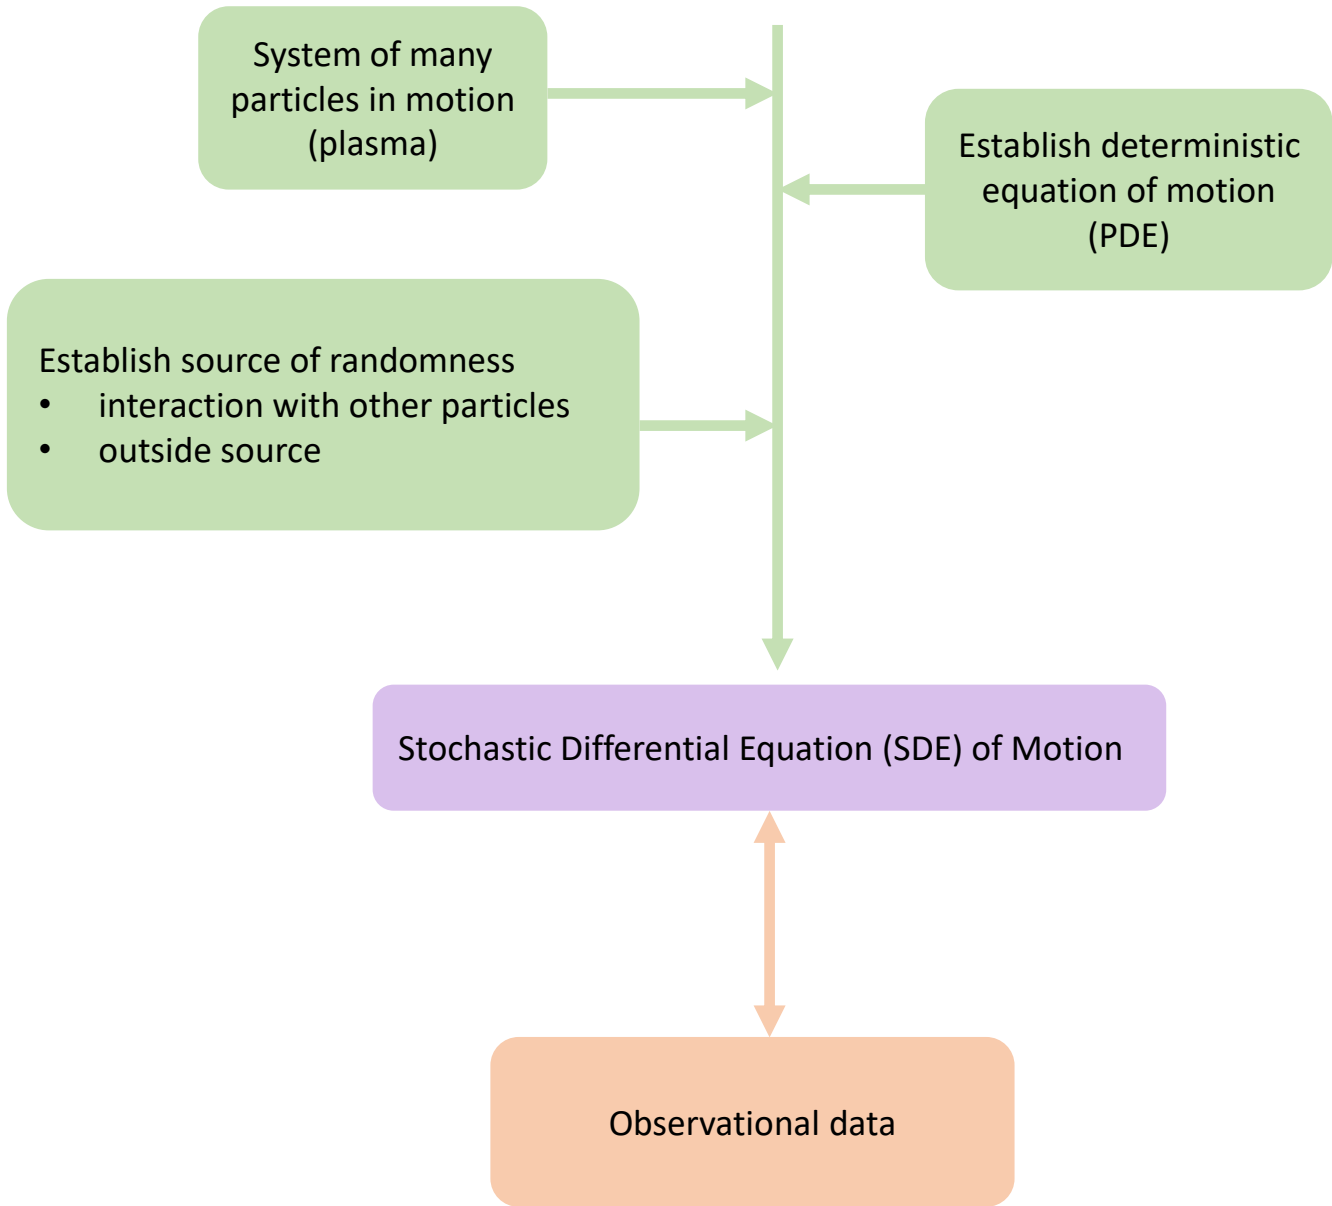 System of many
particles in motion
(plasma)
Establish deterministic
equation of motion
(PDE)
Establish source of randomness
• interaction with other particles
• outside source
Stochastic Differential Equation (SDE) of Motion
Observational data